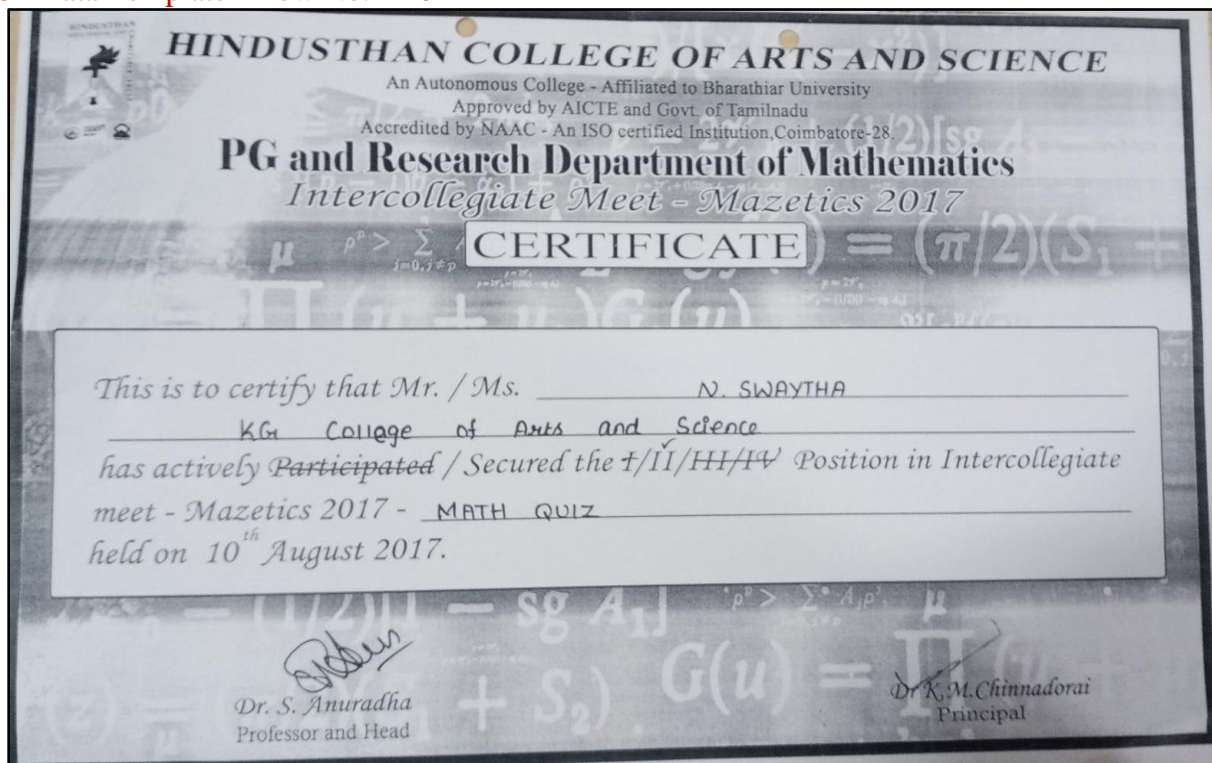 HINDUSTHAN COLLEGE OF ARTS AND SCIENCE
An Autonomous College - Affiliated to Bharathiar University
Approved by AICTE and Govt. of Tamilnadu
Accredited by NAAC - An ISO certified Institution,Coimbatore-28.
PG and Research Department of Mathematics
Intercollegiate Meet - Mazetics 2017
CERTIFICATE
This is to certify that Mr. / Ms. N. SWAYTHA
KG College of Arts and Science
has actively Participated / Secured the I/II/III/IV Position in Intercollegiate
meet - Mazetics 2017 - MATH QUIZ
held on 10th August 2017.
Dr. S. Anuradha
Professor and Head
Dr K.M.Chinnadorai
Principal